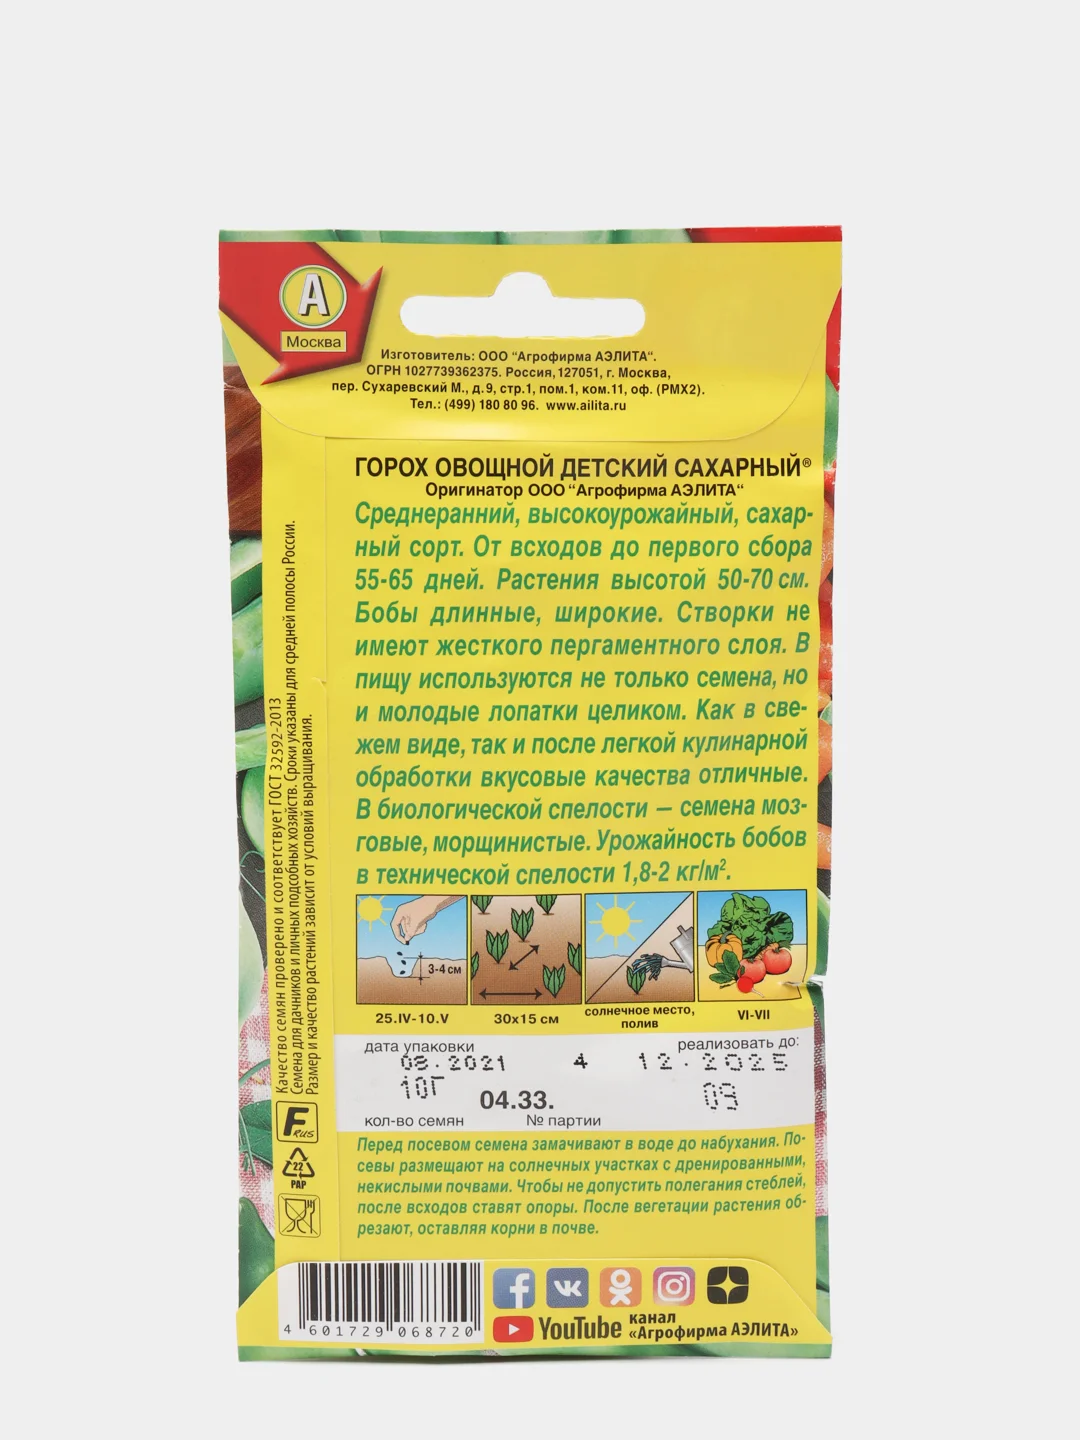 А
Москва
Изготовитель: ООО “Агрофирма АЭЛИТА“.
ОГРН 1027739362375. Россия,127051, г. Москва,
пер. Сухаревский М., д.9, стр.1, пом.1, ком.11, оф. (РМХ2).
Тел.: (499) 180 80 96. www.ailita.ru
ГОРОХ ОВОЩНОЙ ДЕТСКИЙ САХАРНЫЙ®
Оригинатор ООО “Агрофирма АЭЛИТА“
Среднеранний, высокоурожайный, сахар-
ный сорт. От всходов до первого сбора
55-65 дней. Растения высотой 50-70 см.
Бобы длинные, широкие. Створки не
имеют жесткого пергаментного слоя. В
пищу используются не только семена, но
и молодые лопатки целиком. Как в све-
жем виде, так и после легкой кулинарной
обработки вкусовые качества отличные.
В биологической спелости — семена моз-
говые, морщинистые. Урожайность бобов
в технической спелости 1,8-2 кг/м².
3-4 см
25.IV-10.V
30х15 см
солнечное место,
полив
VI-VII
дата упаковки
реализовать до:
08.2021 4 12.2025
10Г
04.33.
09
кол-во семян
№ партии
Перед посевом семена замачивают в воде до набухания. По-
севы размещают на солнечных участках с дренированными,
некислыми почвами. Чтобы не допустить полегания стеблей,
после всходов ставят опоры. После вегетации растения об-
резают, оставляя корни в почве.
Качество семян проверено и соответствует ГОСТ 32592-2013
Семена для дачников и личных подсобных хозяйств. Сроки указаны для средней полосы России.
Размер и качество растений зависит от условий выращивания.
F RUS
22
PAP
4 601729 068720
YouTube
канал
«Агрофирма АЭЛИТА»